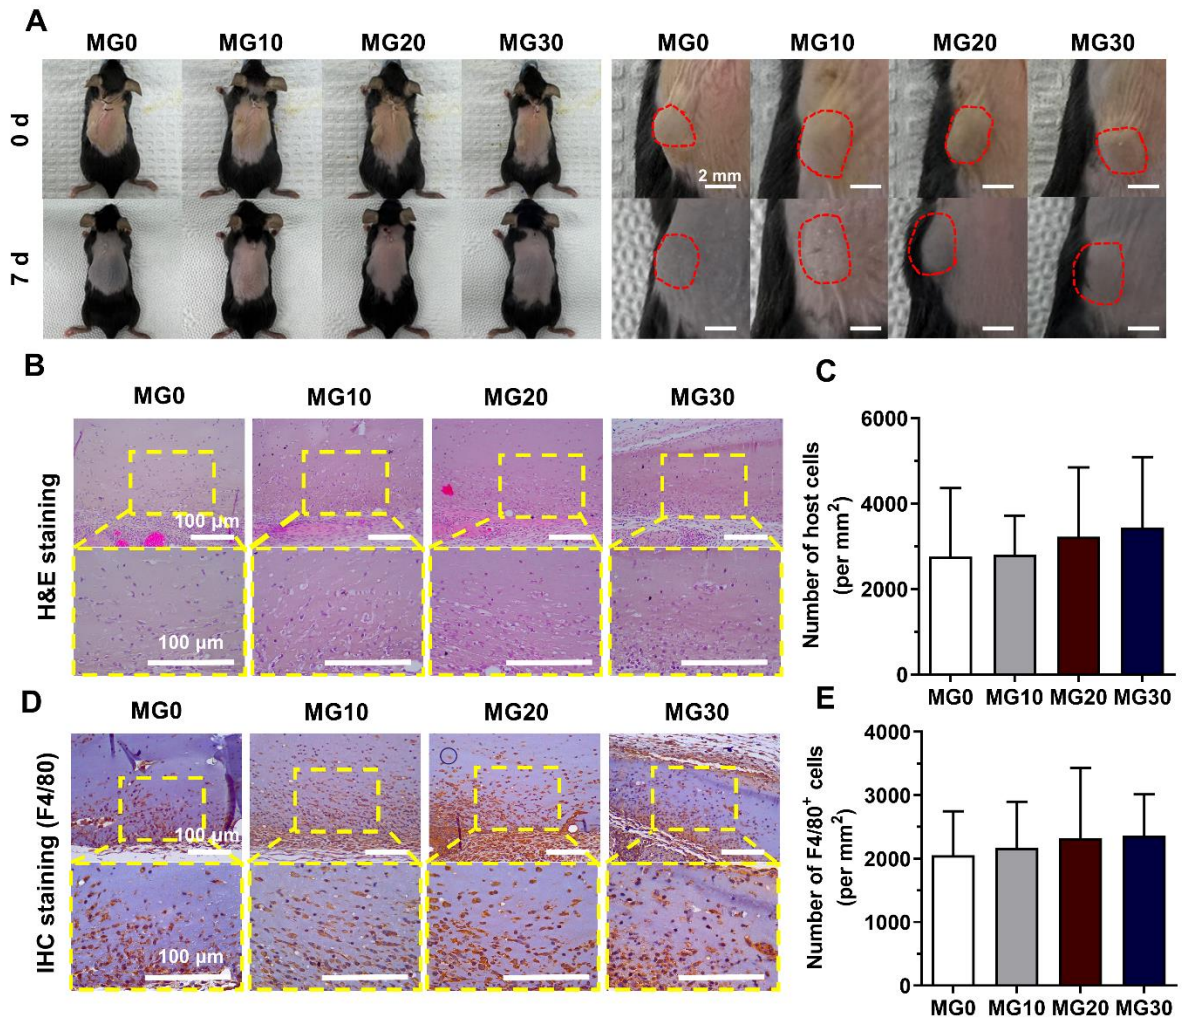 A
MG0 MG10 MG20 MG30 MG0 MG10 MG20 MG30
0 d
2 mm
7 d
B
MG0 MG10 MG20 MG30
H&E staining
100 µm
100 µm
C
Number of host cells
(per mm²)
6000
4000
2000
0
MG0 MG10 MG20 MG30
D
MG0 MG10 MG20 MG30
IHC staining (F4/80)
100 µm
100 µm
E
Number of F4/80⁺ cells
(per mm²)
4000
3000
2000
1000
0
MG0 MG10 MG20 MG30